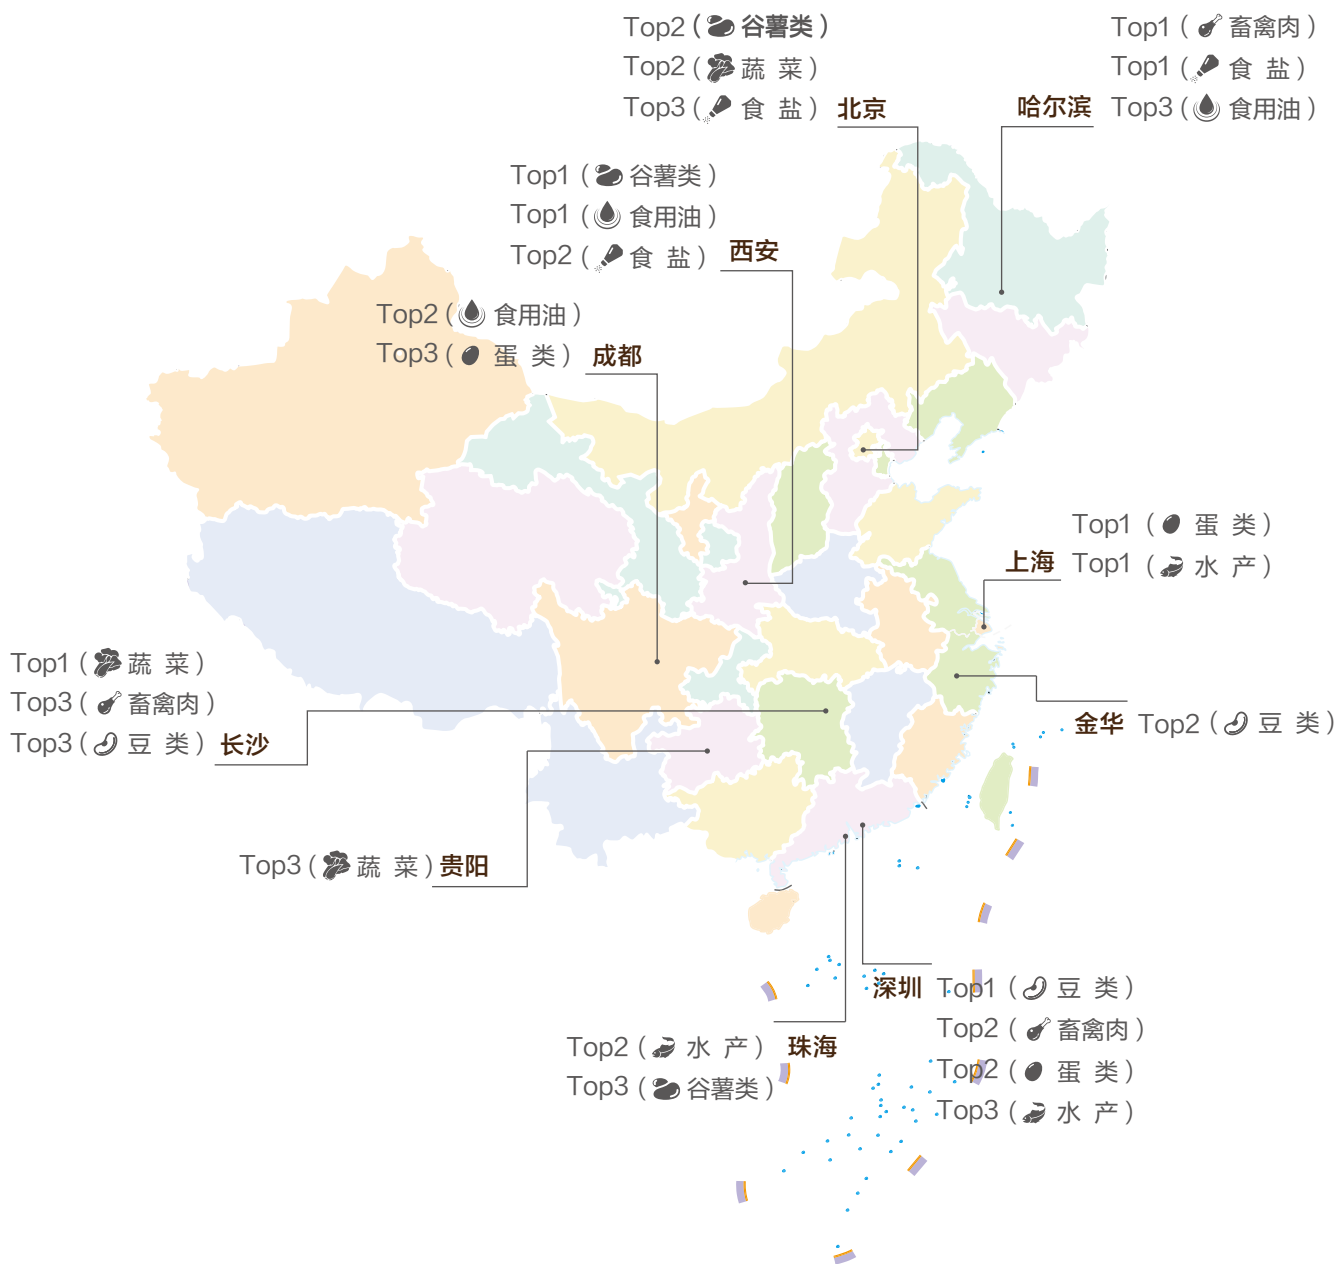 Top2(谷薯类)
Top2(蔬菜)
Top3(食盐) 北京
Top1(畜禽肉)
Top1(食盐)
哈尔滨 Top3(食用油)
Top1(谷薯类)
Top1(食用油)
Top2(食盐) 西安
Top2(食用油)
Top3(蛋类) 成都
Top1(蛋类)
上海 Top1(水产)
Top1(蔬菜)
Top3(畜禽肉)
Top3(豆类) 长沙
金华 Top2(豆类)
Top3(蔬菜) 贵阳
深圳 Top1(豆类)
Top2(畜禽肉)
Top2(蛋类)
Top3(水产)
Top2(水产) 珠海
Top3(谷薯类)